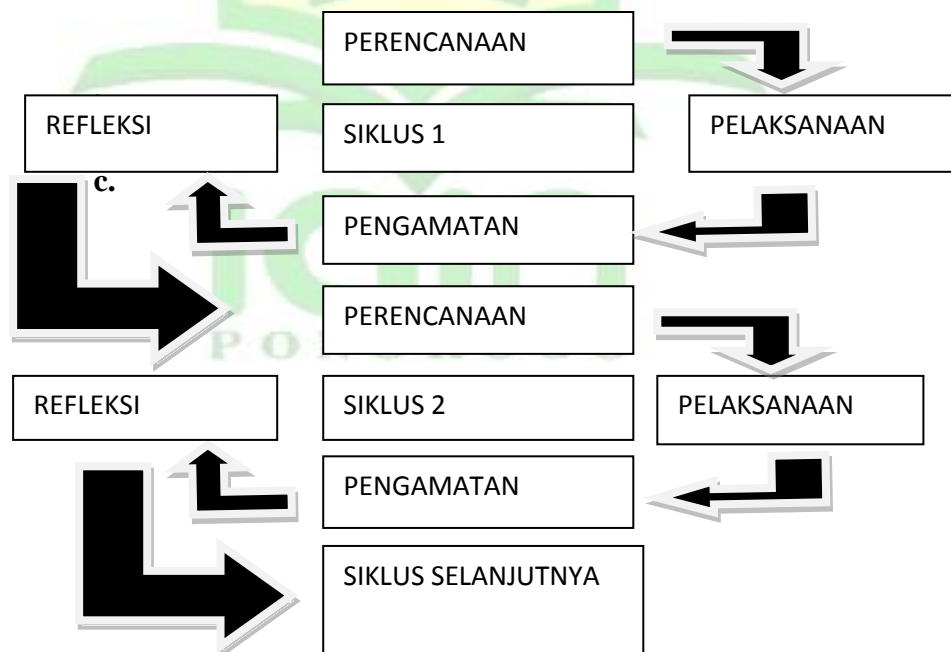 PERENCANAAN
REFLEKSI
SIKLUS 1
PELAKSANAAN
c.
PENGAMATAN
PERENCANAAN
REFLEKSI
SIKLUS 2
PELAKSANAAN
PENGAMATAN
SIKLUS SELANJUTNYA